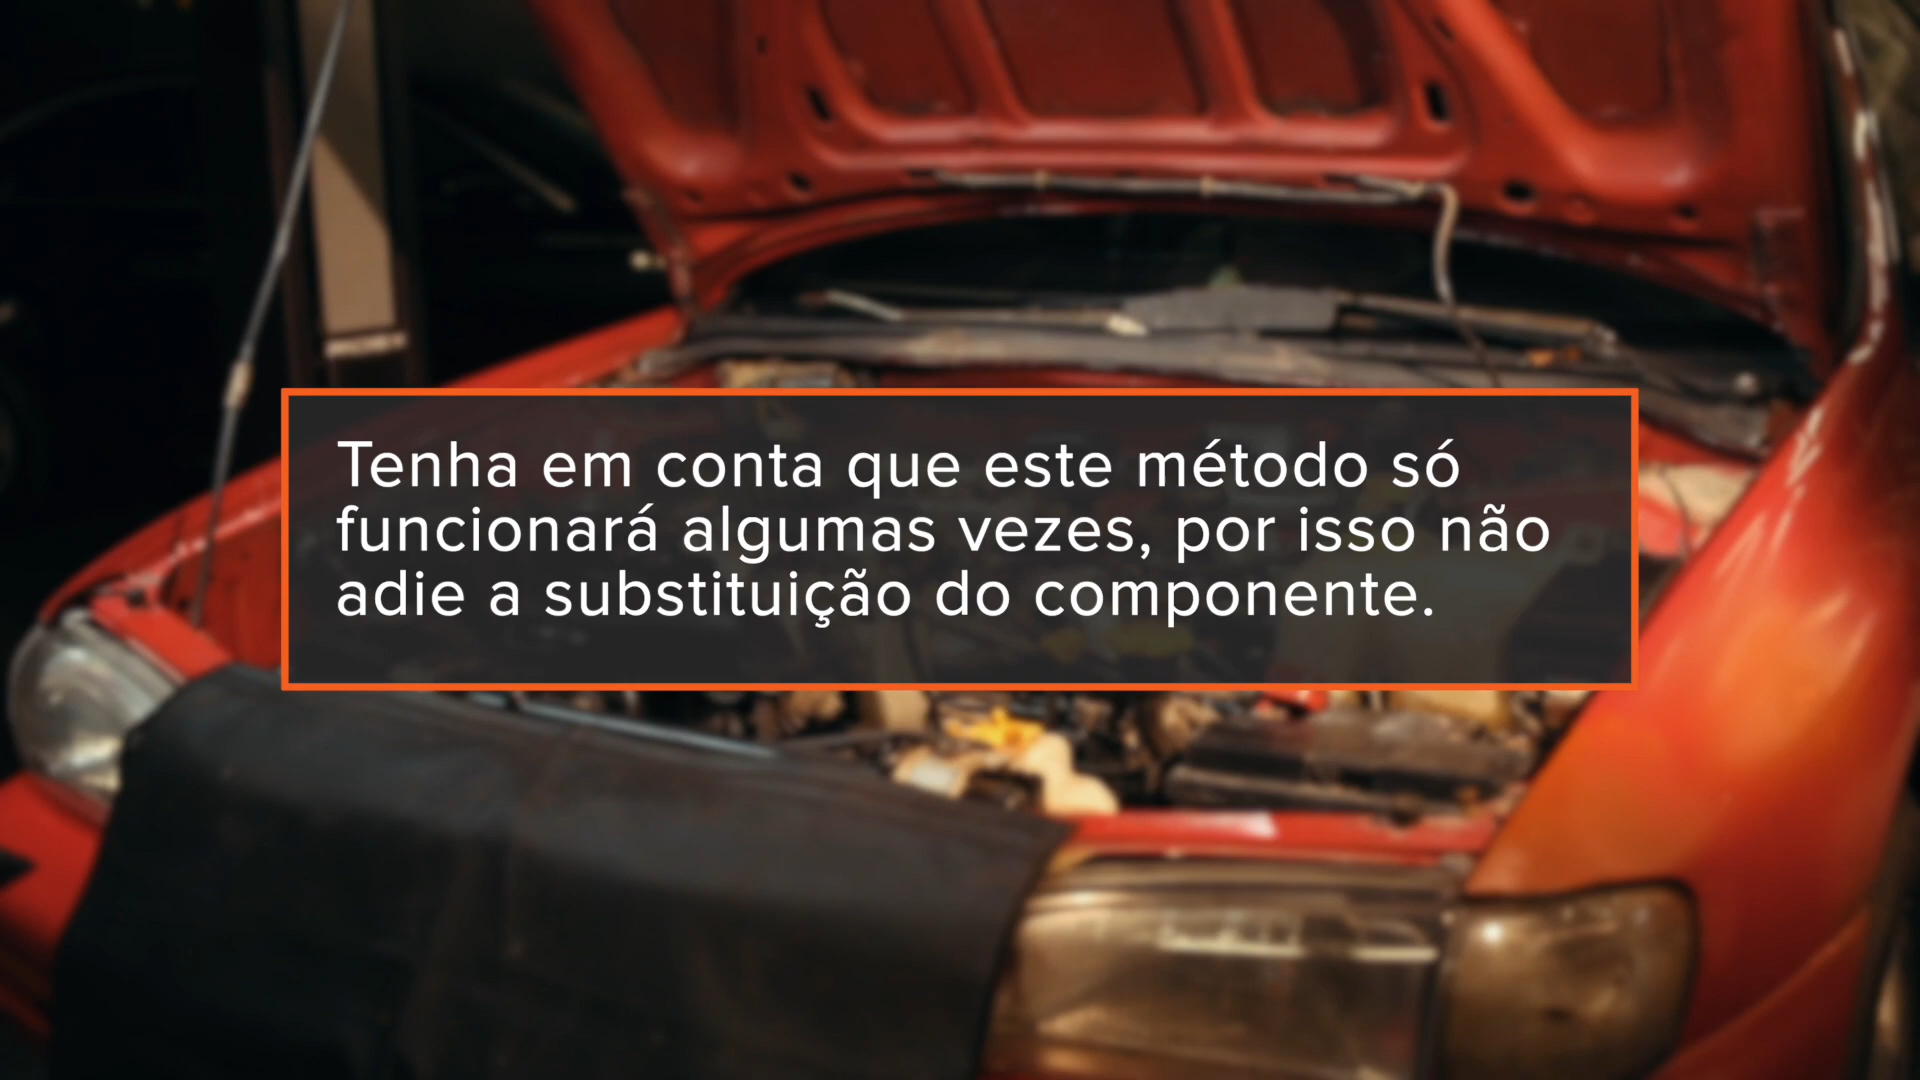 Tenha em conta que este método só
funcionará algumas vezes, por isso não
adie a substituição do componente.